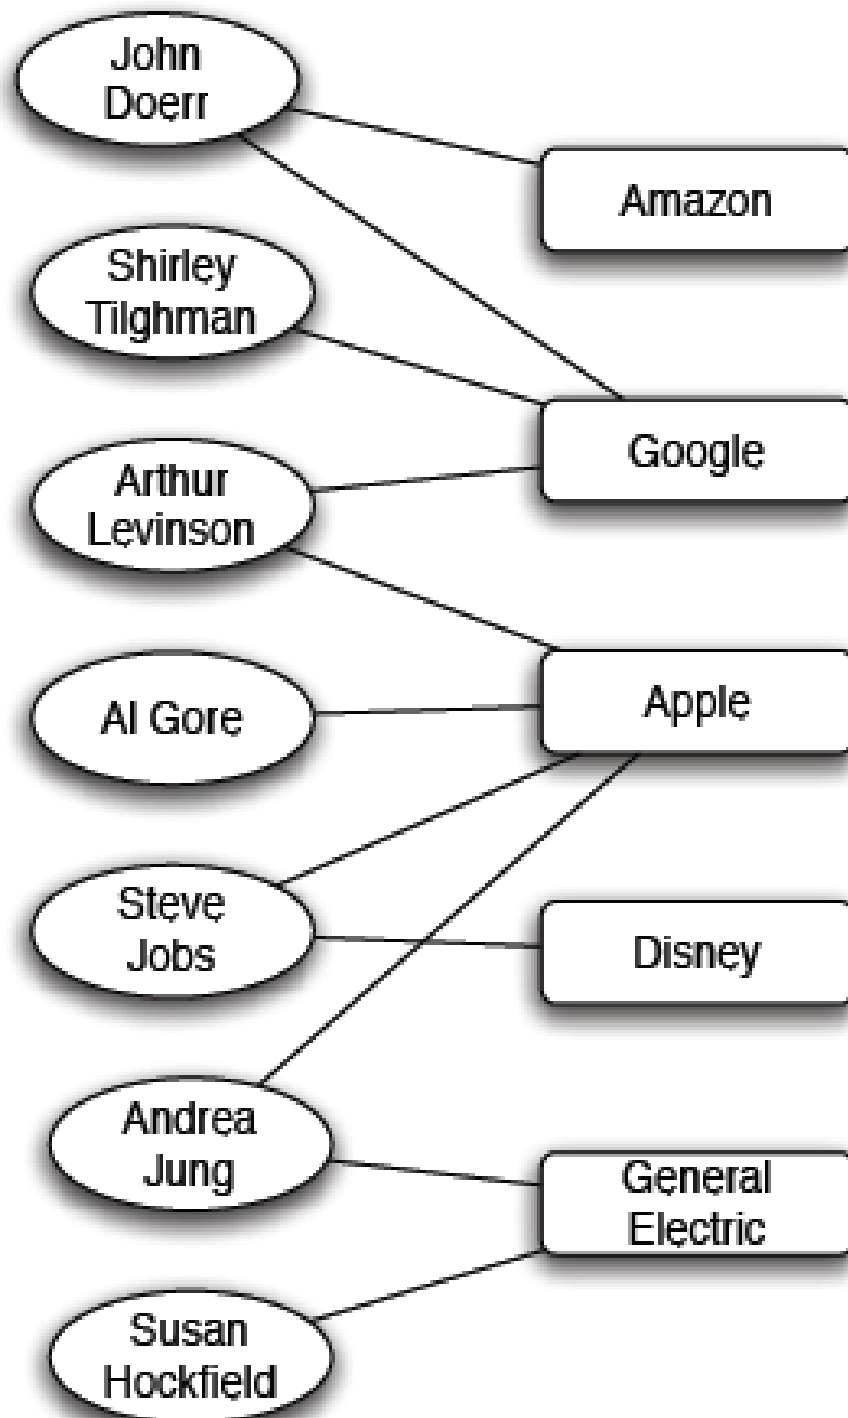 John
Doerr
Amazon
Shirley
Tilghman
Google
Arthur
Levinson
Apple
Al Gore
Steve
Jobs
Disney
Andrea
Jung
General
Electric
Susan
Hockfield